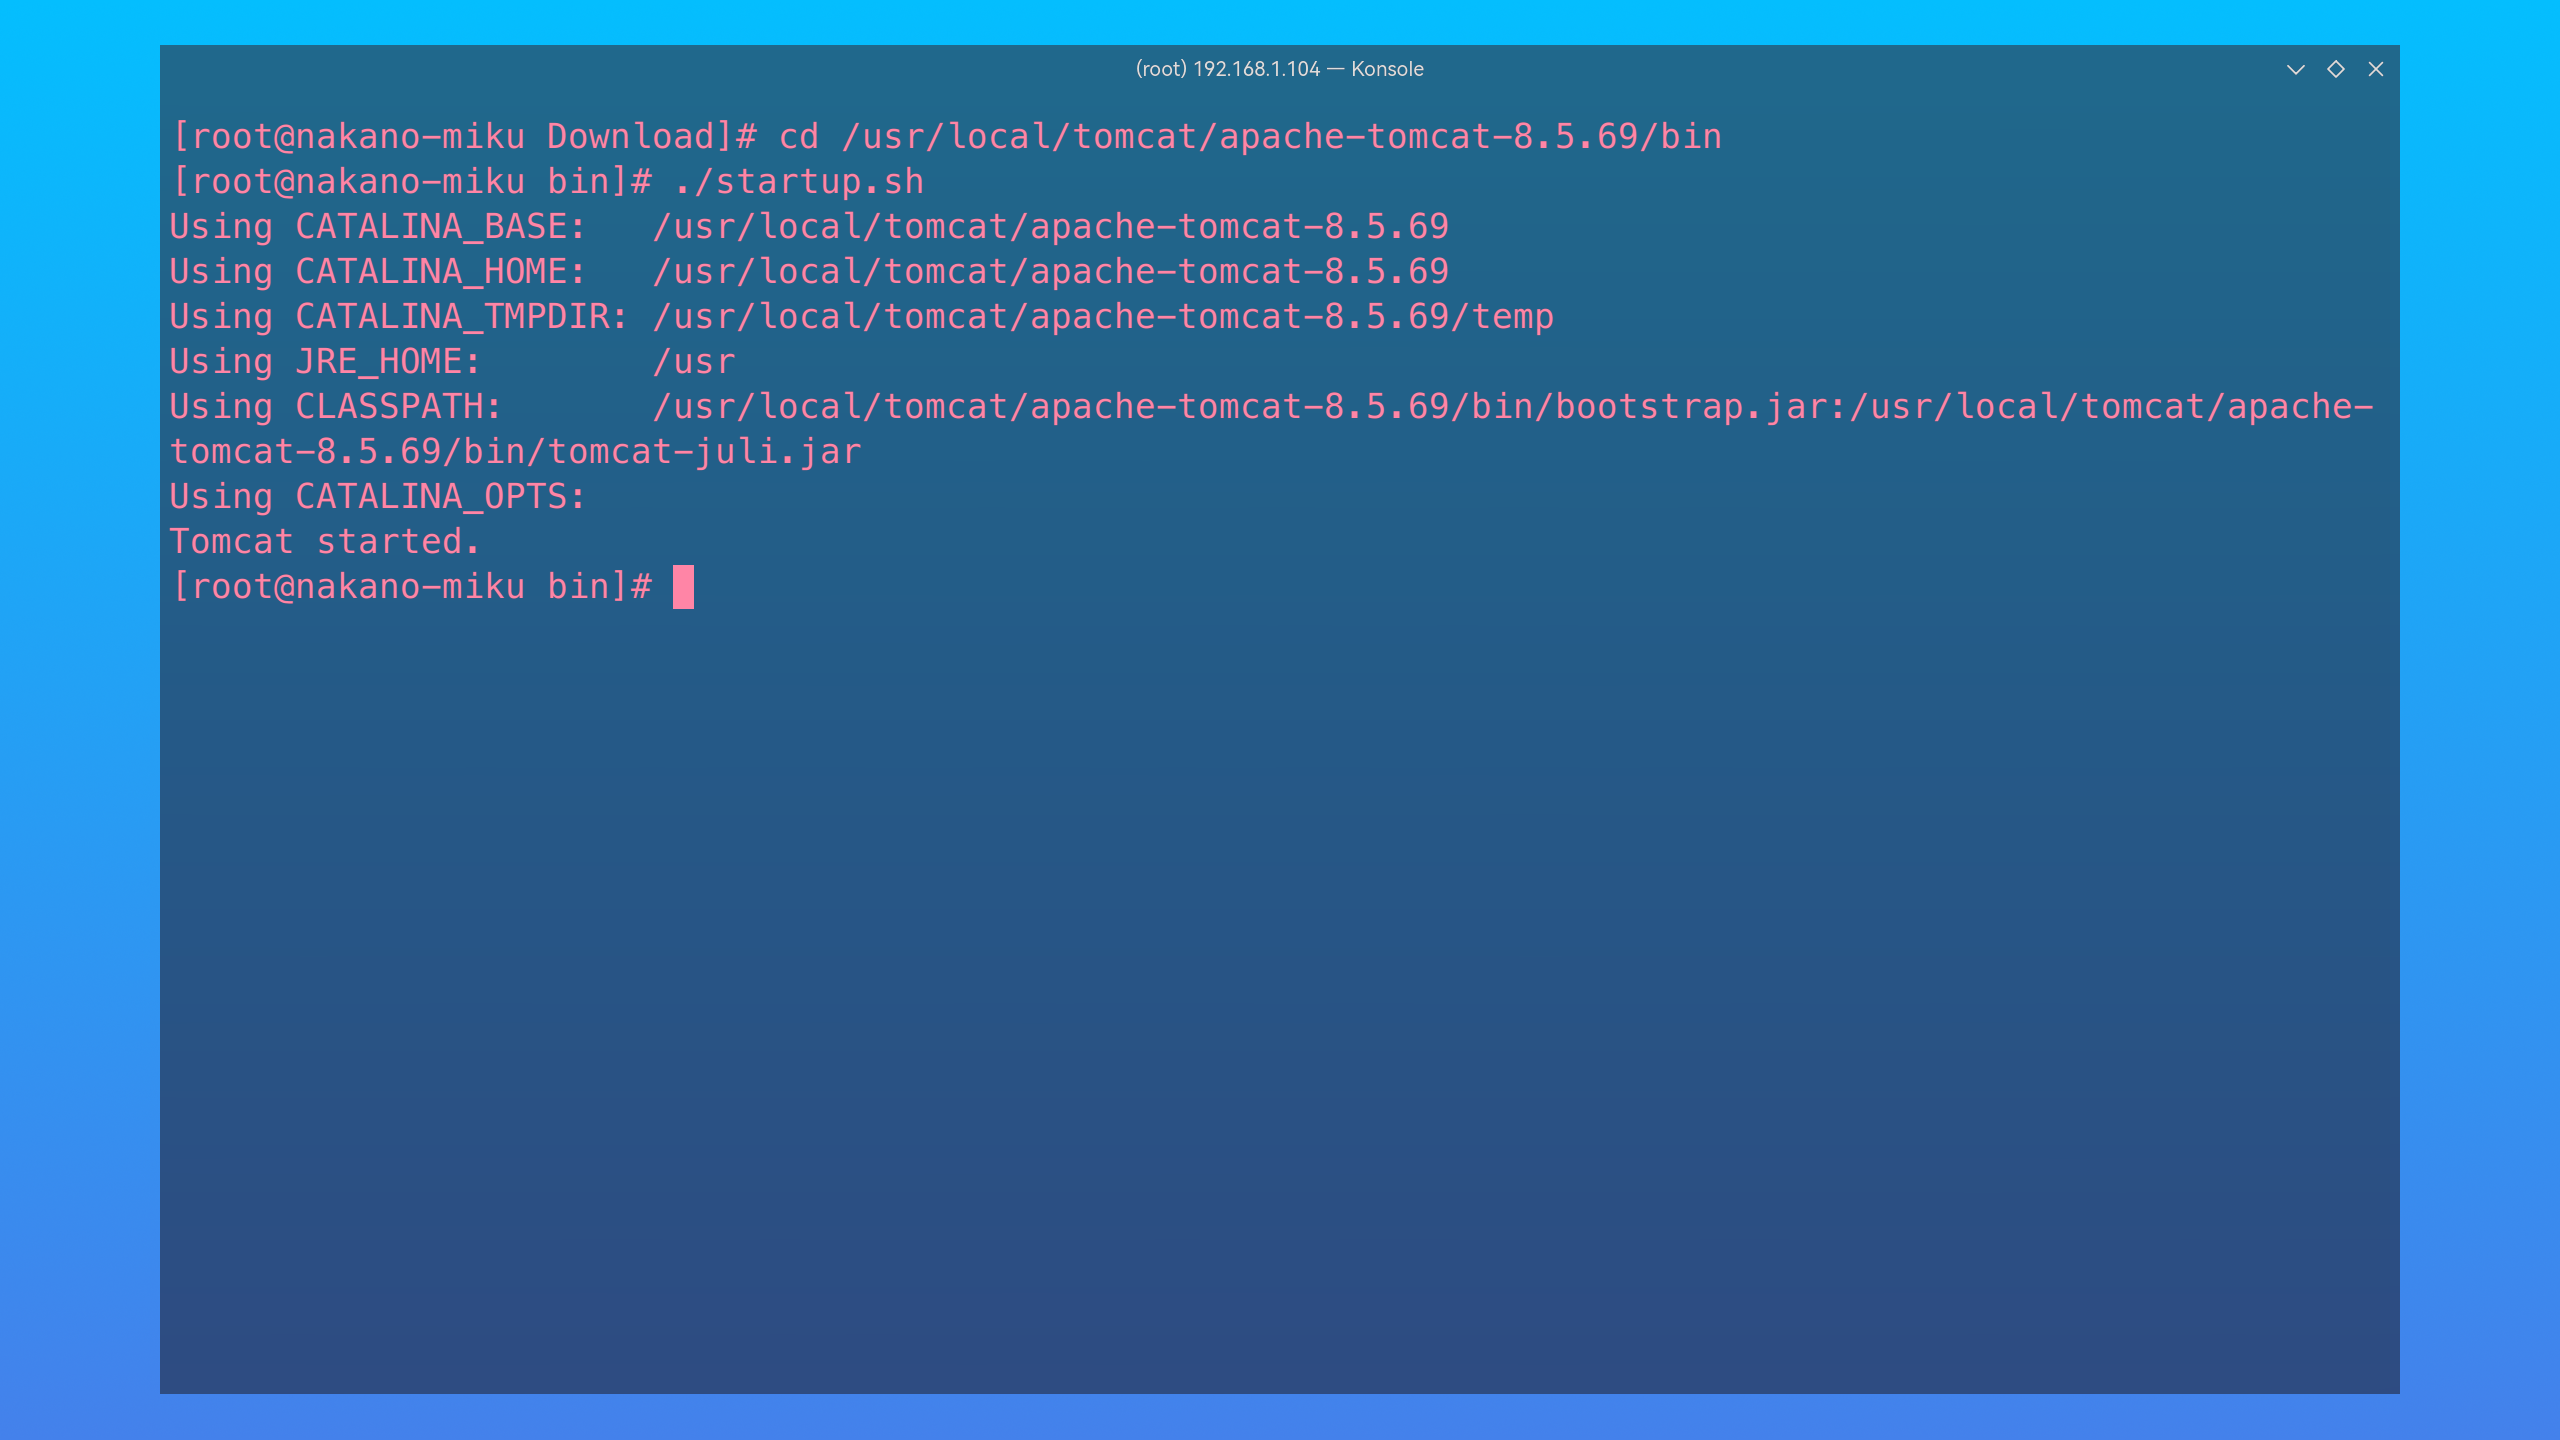 (root) 192.168.1.104 — Konsole
[root@nakano-miku Download]# cd /usr/local/tomcat/apache-tomcat-8.5.69/bin
[root@nakano-miku bin]# ./startup.sh
Using CATALINA_BASE:   /usr/local/tomcat/apache-tomcat-8.5.69
Using CATALINA_HOME:   /usr/local/tomcat/apache-tomcat-8.5.69
Using CATALINA_TMPDIR: /usr/local/tomcat/apache-tomcat-8.5.69/temp
Using JRE_HOME:        /usr
Using CLASSPATH:       /usr/local/tomcat/apache-tomcat-8.5.69/bin/bootstrap.jar:/usr/local/tomcat/apache-
tomcat-8.5.69/bin/tomcat-juli.jar
Using CATALINA_OPTS:
Tomcat started.
[root@nakano-miku bin]#